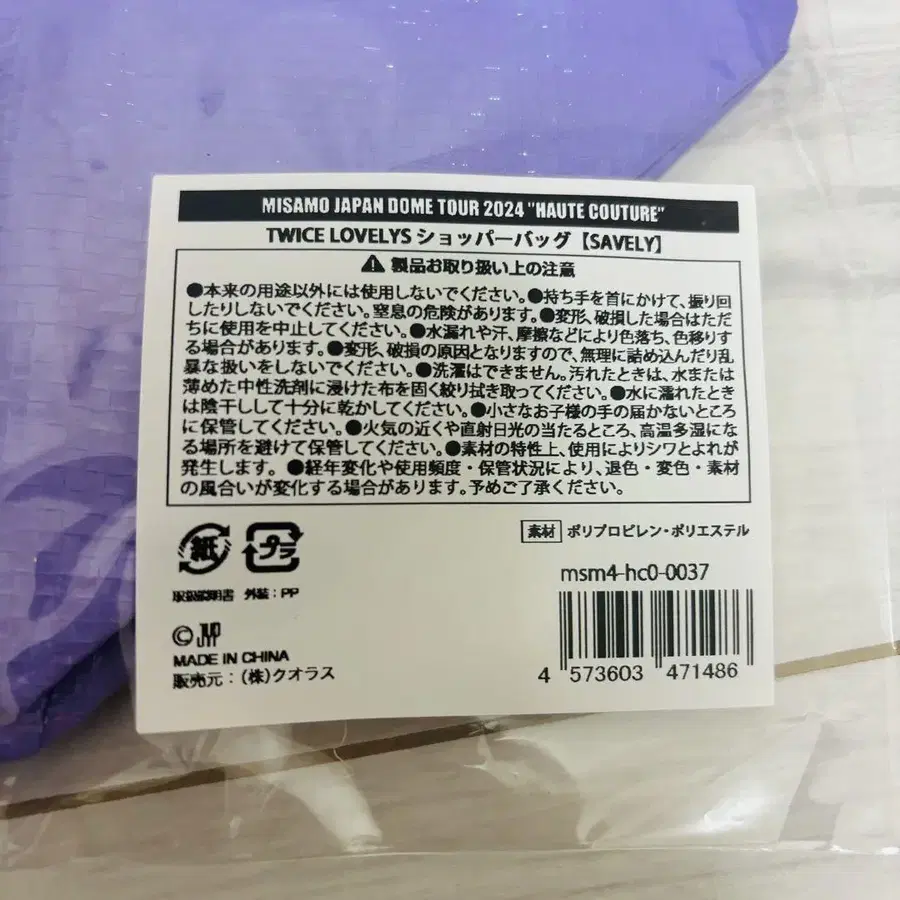 MISAMO JAPAN DOME TOUR 2024 "HAUTE COUTURE"
TWICE LOVELYS ショッパーバッグ【SAVELY】
製品お取り扱い上の注意
●本来の用途以外には使用しないでください。●持ち手を首にかけて、振り回
したりしないでください。窒息の危険があります。●変形、破損した場合はただ
ちに使用を中止してください。●水漏れや汗、摩擦などにより色落ち、色移りす
る場合があります。●変形、破損の原因となりますので、無理に詰め込んだり乱
暴な扱いをしないでください。●洗濯はできません。汚れたときは、水または
薄めた中性洗剤に浸けた布を固く絞り拭き取ってください。●水に濡れたとき
は陰干しして十分に乾かしてください。●小さなお子様の手の届かないところ
に保管してください。●火気の近くや直射日光の当たるところ、高温多湿にな
る場所を避けて保管してください。●素材の特性上、使用によりシワとよれが
発生します。●経年変化や使用頻度・保管状況により、退色・変色・素材
の風合いが変化する場合があります。予めご了承ください。
紙 プラ
取扱説明書 外装：PP
素材 ポリプロピレン・ポリエステル
msm4-hc0-0037
4 573603 471486
©
MADE IN CHINA
販売元：（株）クオラス